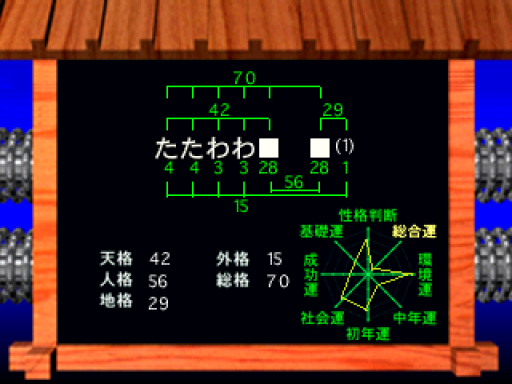 70
42 29
たたわわ■ ■(1)
4 4 3 3 28 28 1
56
15
天格 42 外格 15
人格 56 総格 70
地格 29
性格判断
基礎運 総合運
成功運 環境運
社会運 中年運
初年運